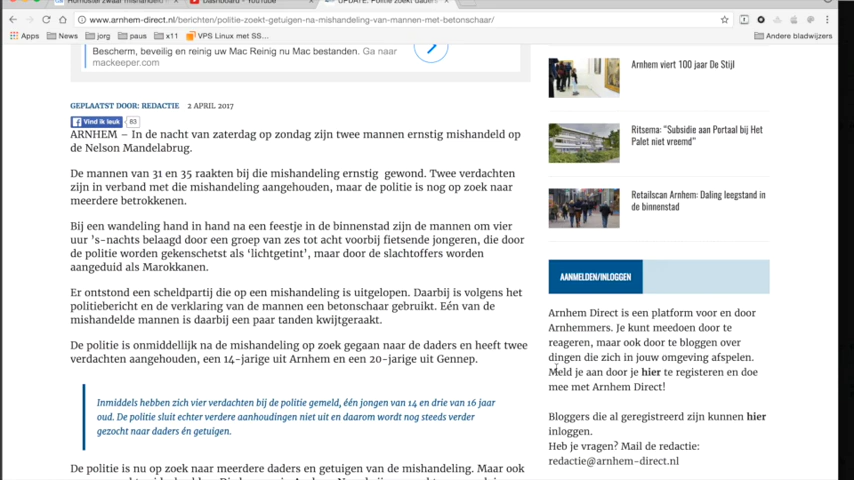 Homostel zwaar mishandel
Dashboard - YouTube
UPDATE: Politie zoekt dader
www.arnhem-direct.nl/berichten/politie-zoekt-getuigen-na-mishandeling-van-mannen-met-betonschaar/
Apps News jorg paus x11 VPS Linux met SS... Andere bladwijzers
Bescherm, beveilig en reinig uw Mac Reinig nu Mac bestanden. Ga naar
mackeeper.com
GEPLAATST DOOR: REDACTIE 2 APRIL 2017
Vind ik leuk 83
ARNHEM – In de nacht van zaterdag op zondag zijn twee mannen ernstig mishandeld op
de Nelson Mandelabrug.
De mannen van 31 en 35 raakten bij die mishandeling ernstig gewond. Twee verdachten
zijn in verband met die mishandeling aangehouden, maar de politie is nog op zoek naar
meerdere betrokkenen.
Bij een wandeling hand in hand na een feestje in de binnenstad zijn de mannen om vier
uur 's-nachts belaagd door een groep van zes tot acht voorbij fietsende jongeren, die door
de politie worden gekenschetst als 'lichtgetint', maar door de slachtoffers worden
aangeduid als Marokkanen.
Er ontstond een scheldpartij die op een mishandeling is uitgelopen. Daarbij is volgens het
politiebericht en de verklaring van de mannen een betonschaar gebruikt. Eén van de
mishandelde mannen is daarbij een paar tanden kwijtgeraakt.
De politie is onmiddellijk na de mishandeling op zoek gegaan naar de daders en heeft twee
verdachten aangehouden, een 14-jarige uit Arnhem en een 20-jarige uit Gennep.
Inmiddels hebben zich vier verdachten bij de politie gemeld, één jongen van 14 en drie van 16 jaar
oud. De politie sluit echter verdere aanhoudingen niet uit en daarom wordt nog steeds verder
gezocht naar daders én getuigen.
De politie is nu op zoek naar meerdere daders en getuigen van de mishandeling. Maar ook
Arnhem viert 100 jaar De Stijl
Ritsema: "Subsidie aan Portaal bij Het
Palet niet vreemd"
Retailscan Arnhem: Daling leegstand in
de binnenstad
AANMELDEN/INLOGGEN
Arnhem Direct is een platform voor en door
Arnhemmers. Je kunt meedoen door te
reageren, maar ook door te bloggen over
dingen die zich in jouw omgeving afspelen.
Meld je aan door je hier te registeren en doe
mee met Arnhem Direct!
Bloggers die al geregistreerd zijn kunnen hier
inloggen.
Heb je vragen? Mail de redactie:
redactie@arnhem-direct.nl